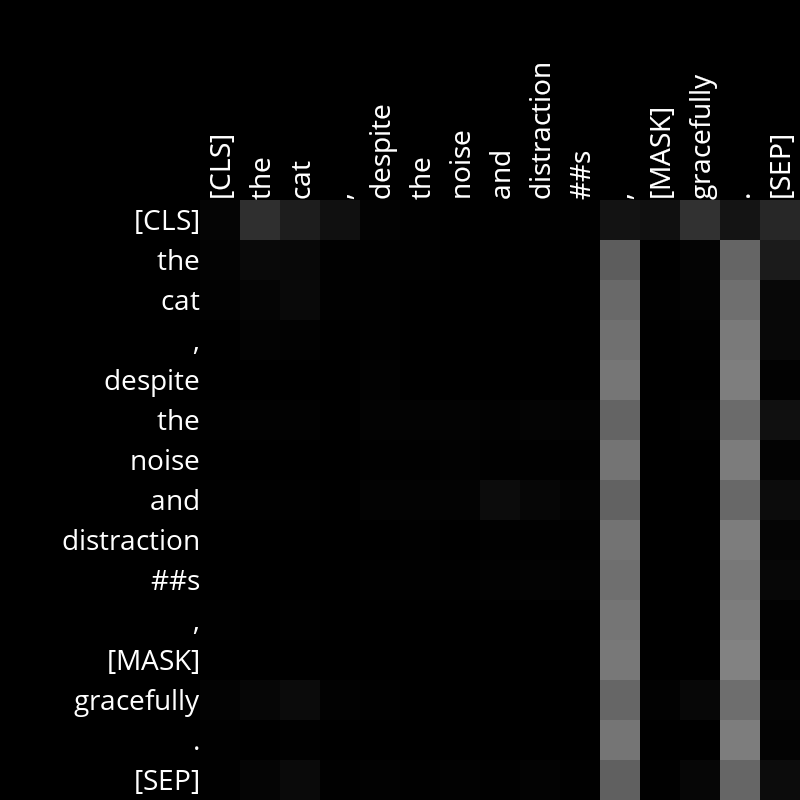 [CLS] the cat , despite the noise and distraction ##s , [MASK] gracefully . [SEP]
[CLS]
the
cat
,
despite
the
noise
and
distraction
##s
,
[MASK]
gracefully
.
[SEP]